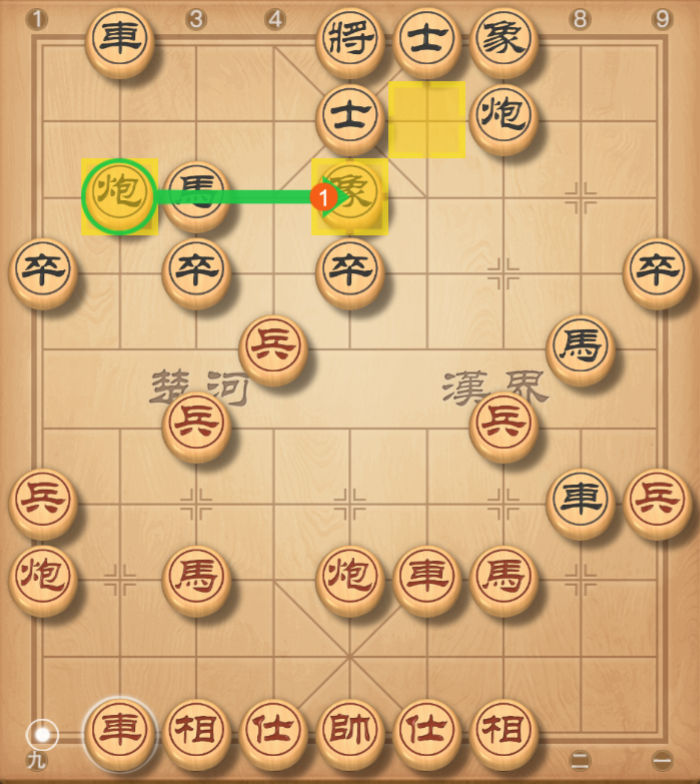 1 3 4 8 9
車 將 士 象
士 炮
炮 馬 1 象
卒 卒 卒 卒
兵 馬
楚河 漢界
兵 兵
兵 車 兵
炮 馬 炮 車 馬
車 相 仕 帥 仕 相
九 二 一